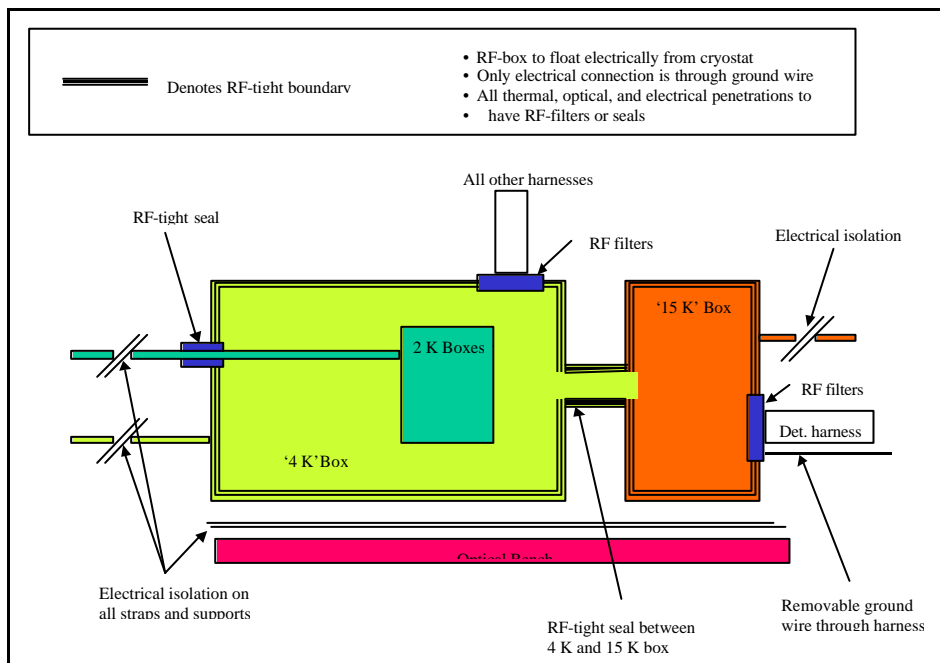 Denotes RF-tight boundary
• RF-box to float electrically from cryostat
• Only electrical connection is through ground wire
• All thermal, optical, and electrical penetrations to
• have RF-filters or seals
All other harnesses
RF-tight seal
RF filters
Electrical isolation
'15 K' Box
2 K Boxes
RF filters
Det. harness
'4 K' Box
Optical Bench
Electrical isolation on
all straps and supports
RF-tight seal between
4 K and 15 K box
Removable ground
wire through harness